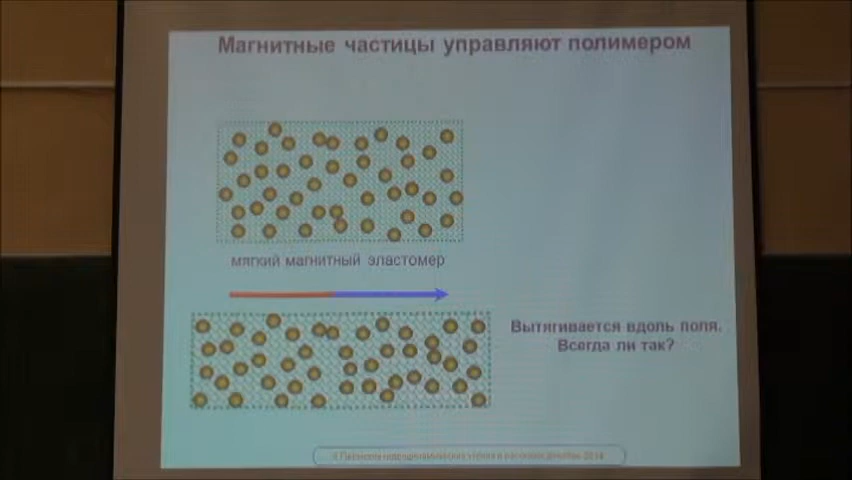 Магнитные частицы управляют полимером
мягкий магнитный эластомер
Вытягивается вдоль поля.
Всегда ли так?